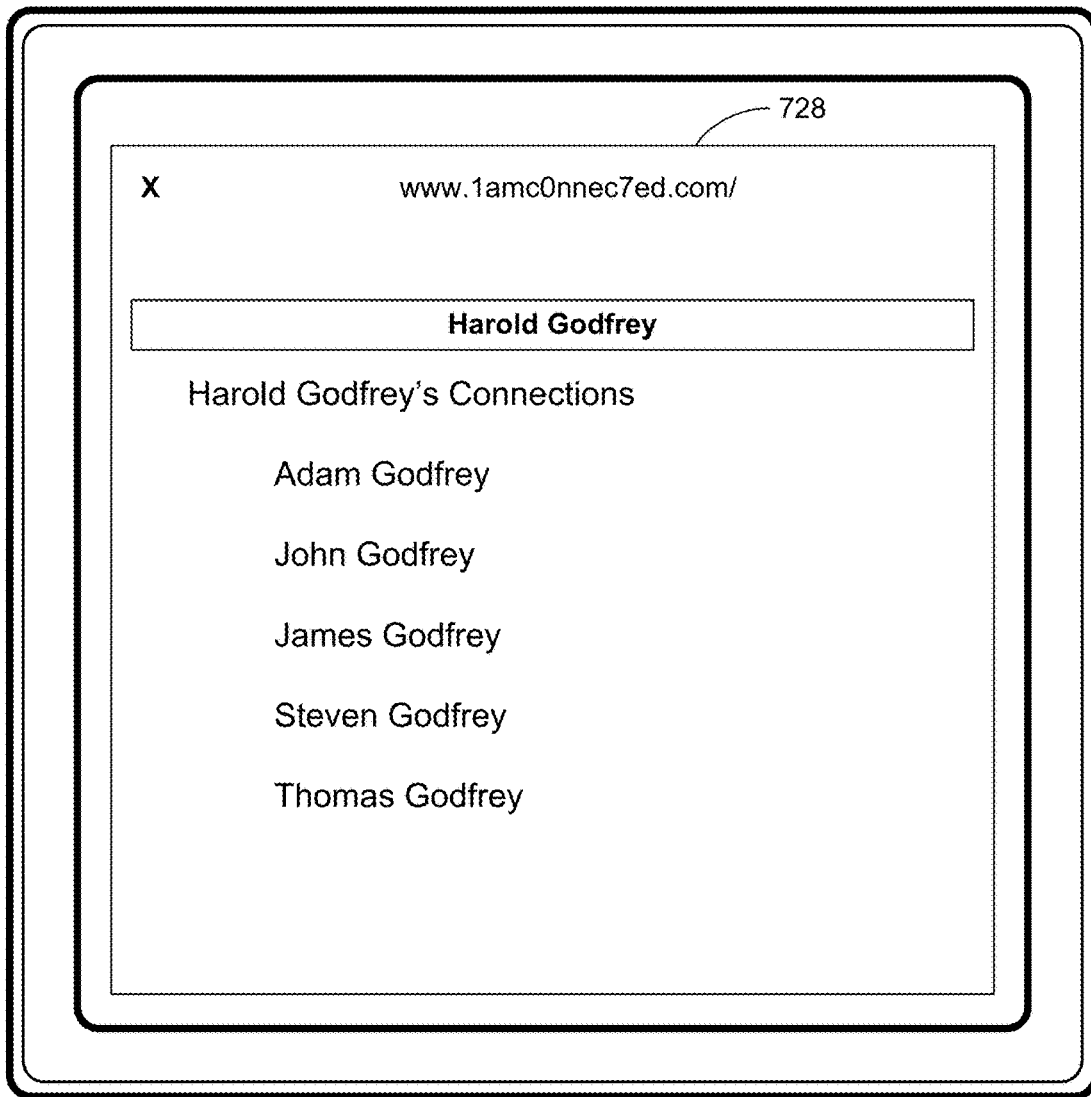 728
X www.1amc0nnec7ed.com/
Harold Godfrey
Harold Godfrey’s Connections
Adam Godfrey
John Godfrey
James Godfrey
Steven Godfrey
Thomas Godfrey